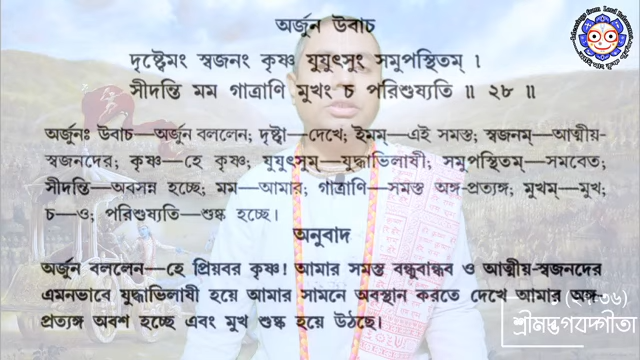 অর্জুন উবাচ
দৃষ্ট্বেমং স্বজনং কৃষ্ণ যুযুৎসুং সমুপস্থিতম্ ।
সীদন্তি মম গাত্রাণি মুখং চ পরিশুষ্যতি ॥ ২৮ ॥
অর্জুনঃ উবাচ—অর্জুন বললেন; দৃষ্ট্বা—দেখে; ইমম্—এই সমস্ত; স্বজনম্—আত্মীয়-
স্বজনদের; কৃষ্ণ—হে কৃষ্ণ; যুযুৎসুম্—যুদ্ধাভিলাষী; সমুপস্থিতম্—সমবেত;
সীদন্তি—অবসন্ন হচ্ছে; মম—আমার; গাত্রাণি—সমস্ত অঙ্গ-প্রত্যঙ্গ; মুখম্—মুখ;
চ—ও; পরিশুষ্যতি—শুষ্ক হচ্ছে।
অনুবাদ
অর্জুন বললেন—হে প্রিয়বর কৃষ্ণ! আমার সমস্ত বন্ধুবান্ধব ও আত্মীয়-স্বজনদের
এমনভাবে যুদ্ধাভিলাষী হয়ে আমার সামনে অবস্থান করতে দেখে আমার অঙ্গ-
প্রত্যঙ্গ অবশ হচ্ছে এবং মুখ শুষ্ক হয়ে উঠছে।
শ্রীমদ্ভগবদ্গীতা